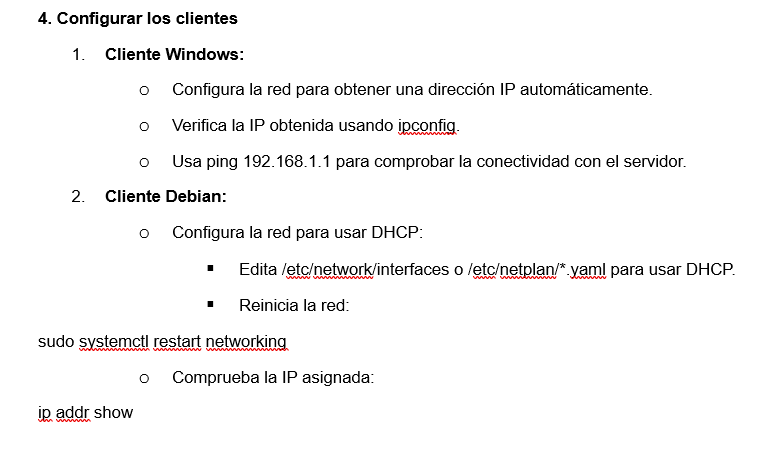 4. Configurar los clientes
1. Cliente Windows:
o Configura la red para obtener una dirección IP automáticamente.
o Verifica la IP obtenida usando ipconfig.
o Usa ping 192.168.1.1 para comprobar la conectividad con el servidor.
2. Cliente Debian:
o Configura la red para usar DHCP:
▪ Edita /etc/network/interfaces o /etc/netplan/*.yaml para usar DHCP.
▪ Reinicia la red:
sudo systemctl restart networking
o Comprueba la IP asignada:
ip addr show